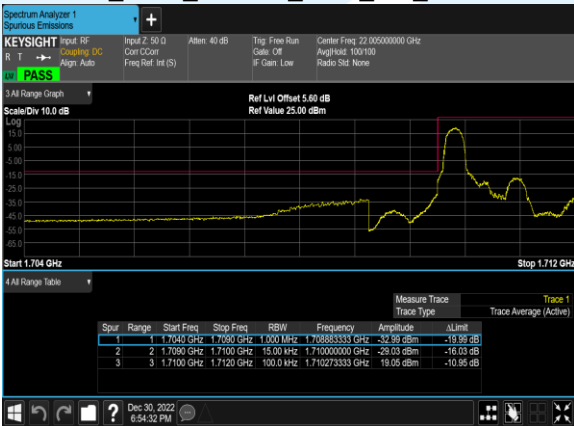 Spectrum Analyzer 1
Spurious Emissions
+
KEYSIGHT Input: RF Input Z: 50 Ω Atten: 40 dB Trig: Free Run Center Freq: 22.005000000 GHz
R T Coupling: DC Corr CCorr Gate: Off Avg|Hold: 100/100
Align: Auto Freq Ref: Int (S) IF Gain: Low Radio Std: None
LXI PASS
3 All Range Graph
Ref Lvl Offset 5.60 dB
Scale/Div 10.0 dB Ref Value 25.00 dBm
Log
15.0
5.00
-5.00
-15.0
-25.0
-35.0
-45.0
-55.0
-65.0
Start 1.704 GHz Stop 1.712 GHz
4 All Range Table
Measure Trace Trace 1
Trace Type Trace Average (Active)
Spur Range Start Freq Stop Freq RBW Frequency Amplitude ΔLimit
1 1 1.7040 GHz 1.7090 GHz 1.000 MHz 1.708883333 GHz -32.99 dBm -19.99 dB
2 2 1.7090 GHz 1.7100 GHz 15.00 kHz 1.710000000 GHz -29.03 dBm -16.03 dB
3 3 1.7100 GHz 1.7120 GHz 100.0 kHz 1.710273333 GHz 19.05 dBm -10.95 dB
? Dec 30, 2022
6:54:32 PM